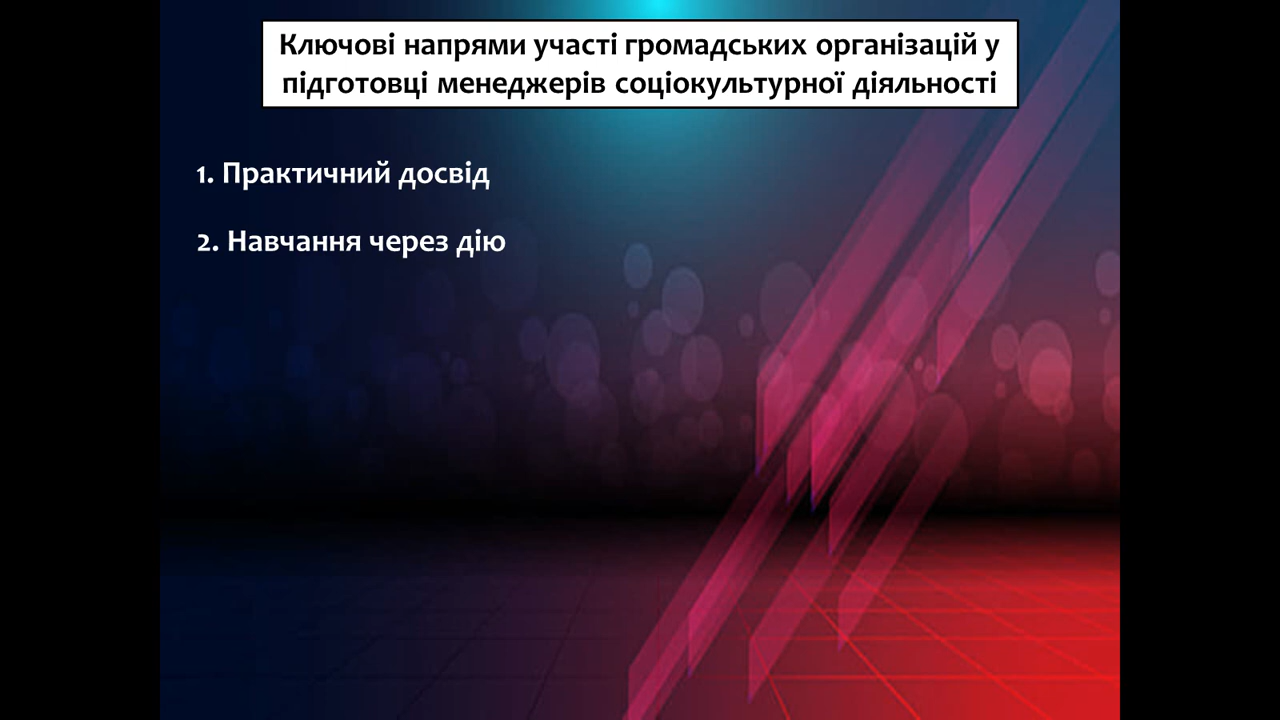 Ключові напрями участі громадських організацій у
підготовці менеджерів соціокультурної діяльності
1. Практичний досвід
2. Навчання через дію